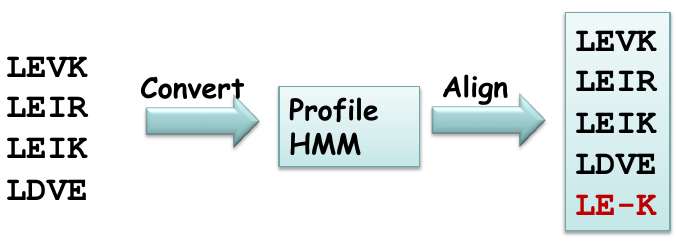 LEVK
LEIR
LEIK
LDVE
Convert
Profile
HMM
Align
LEVK
LEIR
LEIK
LDVE
LE-K